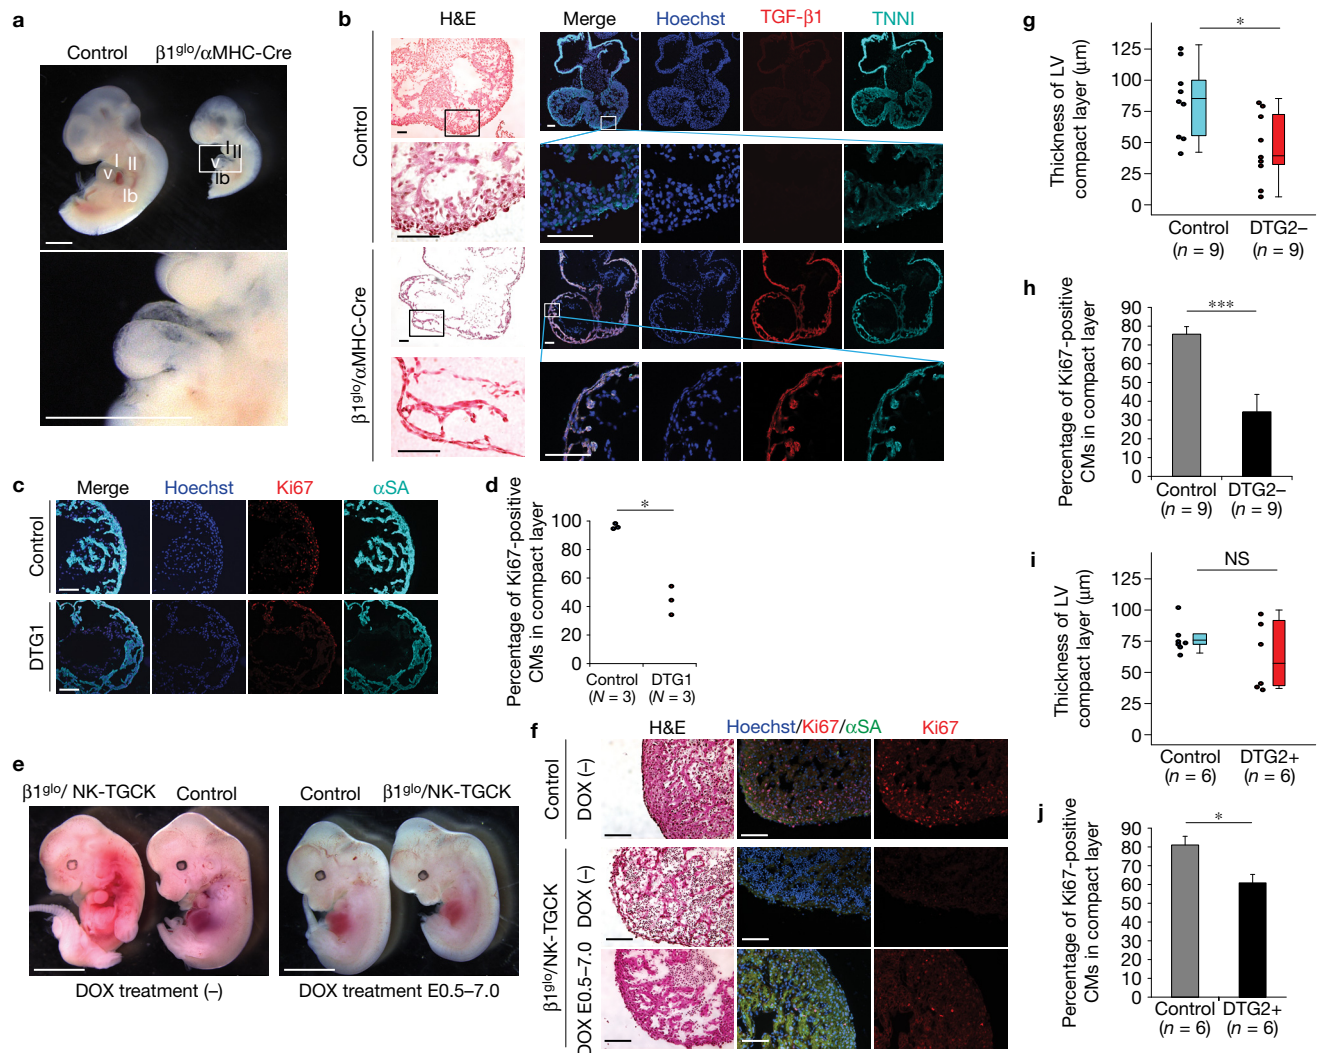 a
Control
β1glo/αMHC-Cre
I
II
v
Ib
I
II
v
Ib
b
H&E
Merge
Hoechst
TGF-β1
TNNI
Control
β1glo/αMHC-Cre
c
Merge
Hoechst
Ki67
αSA
Control
DTG1
d
Percentage of Ki67-positive
CMs in compact layer
100
80
60
40
20
0
*
Control
(N = 3)
DTG1
(N = 3)
e
β1glo/ NK-TGCK
Control
Control
β1glo/NK-TGCK
DOX treatment (–)
DOX treatment E0.5–7.0
f
H&E
Hoechst/Ki67/αSA
Ki67
Control
DOX (–)
β1glo/NK-TGCK
DOX (–)
DOX E0.5–7.0
g
Thickness of LV
compact layer (μm)
125
100
75
50
25
0
*
Control
(n = 9)
DTG2–
(n = 9)
h
Percentage of Ki67-positive
CMs in compact layer
90
80
70
60
50
40
30
20
10
0
***
Control
(n = 9)
DTG2–
(n = 9)
i
Thickness of LV
compact layer (μm)
125
100
75
50
25
0
NS
Control
(n = 6)
DTG2+
(n = 6)
j
Percentage of Ki67-positive
CMs in compact layer
90
80
70
60
50
40
30
20
10
0
*
Control
(n = 6)
DTG2+
(n = 6)